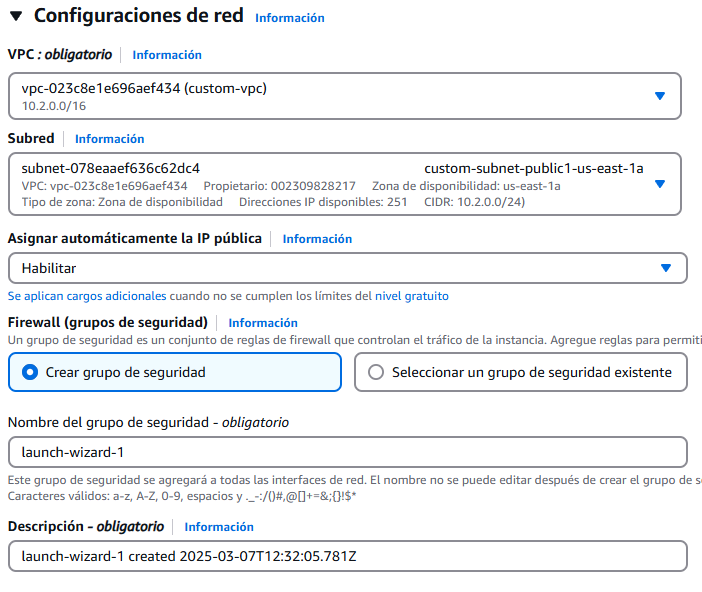 Configuraciones de red Información
VPC : obligatorio Información
vpc-023c8e1e696aef434 (custom-vpc)
10.2.0.0/16
Subred Información
subnet-078eaaef636c62dc4 custom-subnet-public1-us-east-1a
VPC: vpc-023c8e1e696aef434 Propietario: 002309828217 Zona de disponibilidad: us-east-1a
Tipo de zona: Zona de disponibilidad Direcciones IP disponibles: 251 CIDR: 10.2.0.0/24)
Asignar automáticamente la IP pública Información
Habilitar
Se aplican cargos adicionales cuando no se cumplen los límites del nivel gratuito
Firewall (grupos de seguridad) Información
Un grupo de seguridad es un conjunto de reglas de firewall que controlan el tráfico de la instancia. Agregue reglas para permiti
Crear grupo de seguridad Seleccionar un grupo de seguridad existente
Nombre del grupo de seguridad - obligatorio
launch-wizard-1
Este grupo de seguridad se agregará a todas las interfaces de red. El nombre no se puede editar después de crear el grupo de s
Caracteres válidos: a-z, A-Z, 0-9, espacios y ._-:/()#,@[]+=&;{}!$*
Descripción - obligatorio Información
launch-wizard-1 created 2025-03-07T12:32:05.781Z